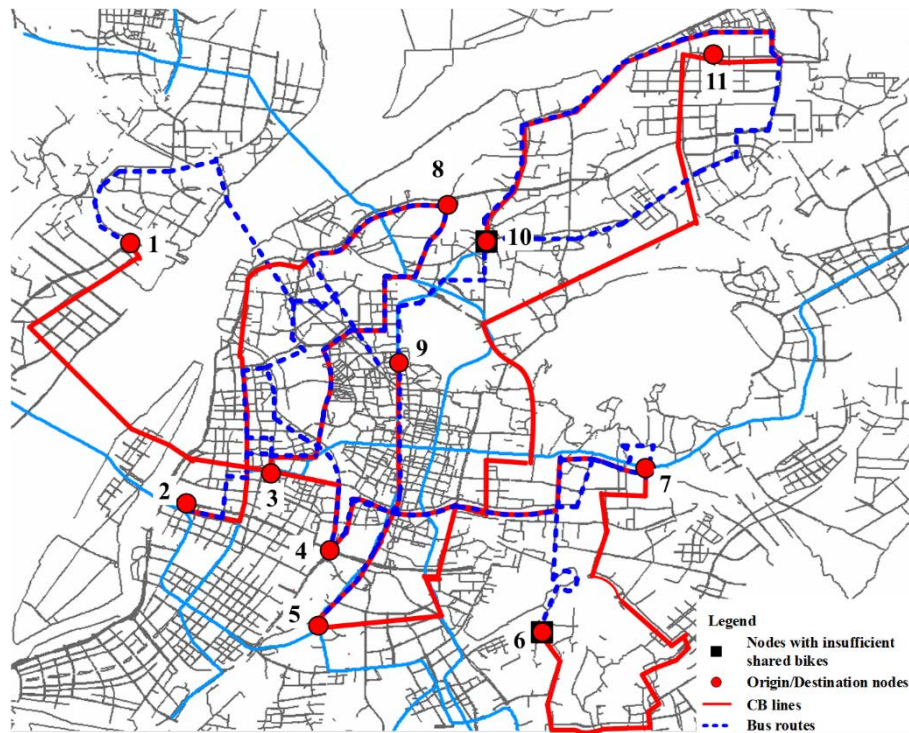 11
8
1
10
9
2
3
7
4
5
6
Legend
Nodes with insufficient
shared bikes
Origin/Destination nodes
CB lines
Bus routes